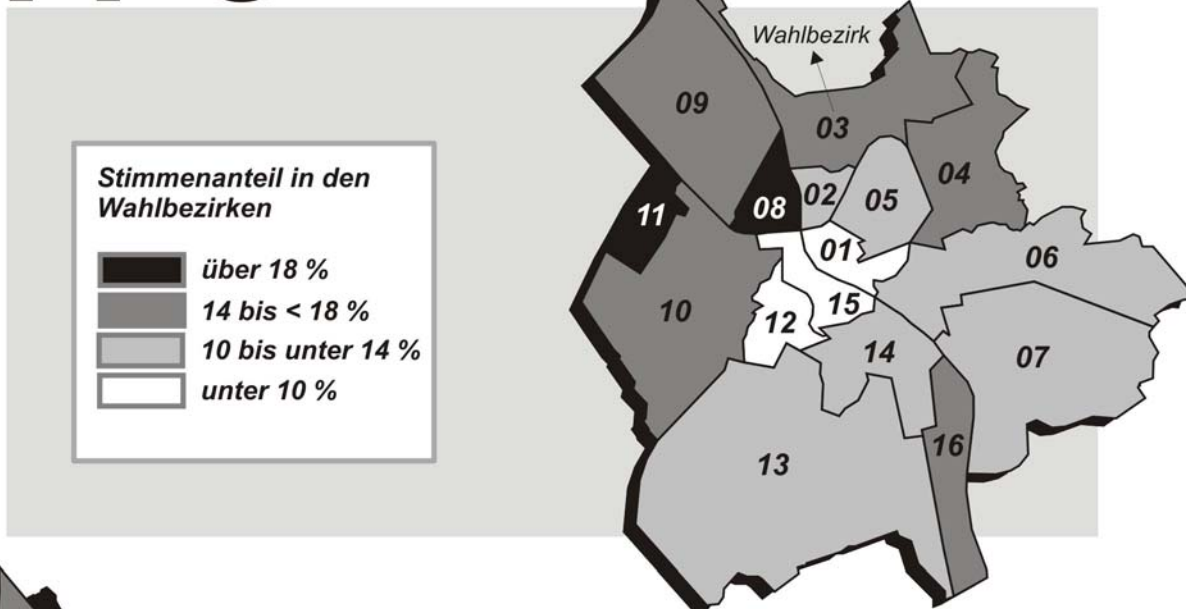 Wahlbezirk
09
03
04
11
08
02
05
01
06
10
12
15
14
07
13
16
Stimmenanteil in den
Wahlbezirken
über 18 %
14 bis < 18 %
10 bis unter 14 %
unter 10 %